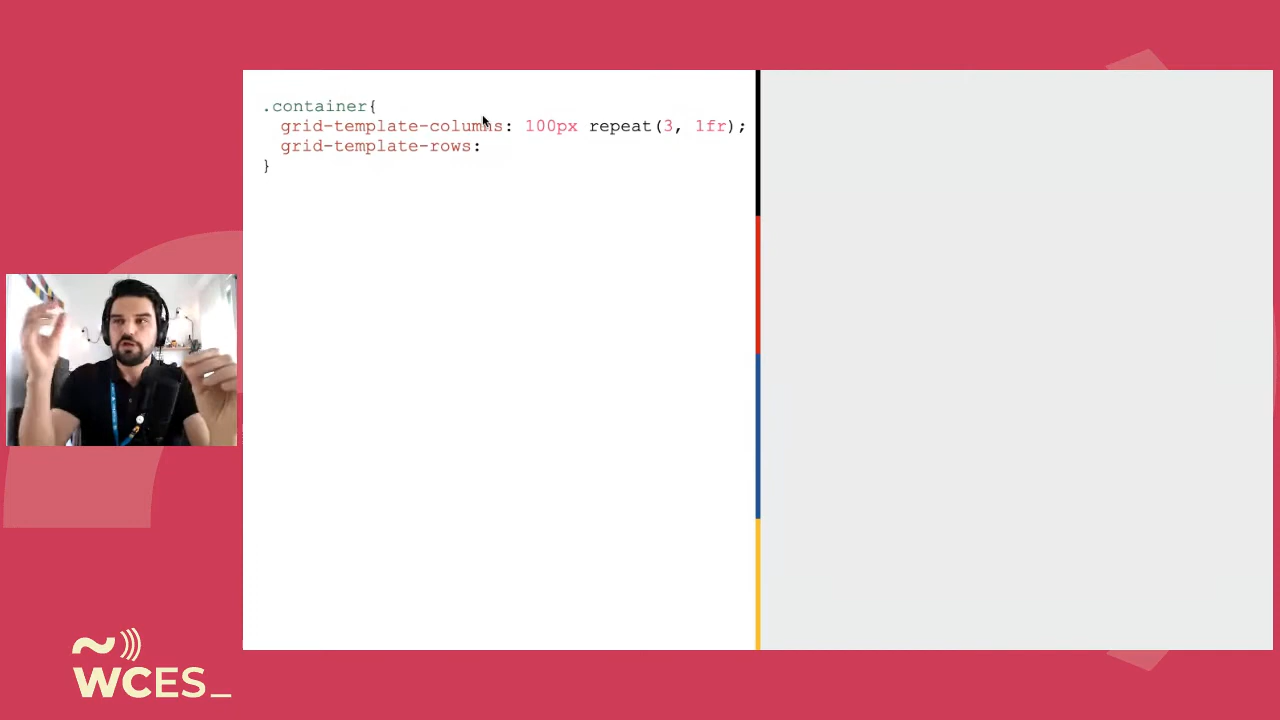 .container{
grid-template-columns: 100px repeat(3, 1fr);
grid-template-rows:
}
WCES_